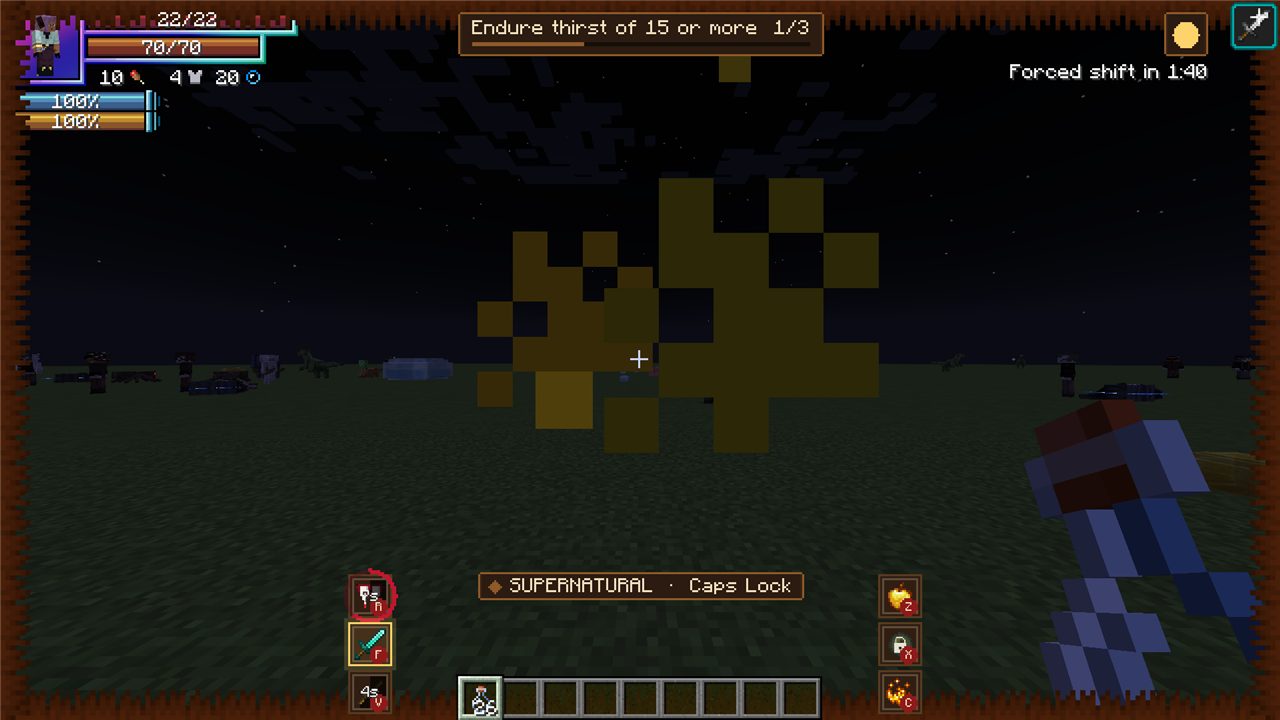 22/22
Endure thirst of 15 or more 1/3
70/70
Forced shift in 1:40
10 4 20
100%
100%
SUPERNATURAL · Caps Lock
R
Z
F
X
4s
V
C
26